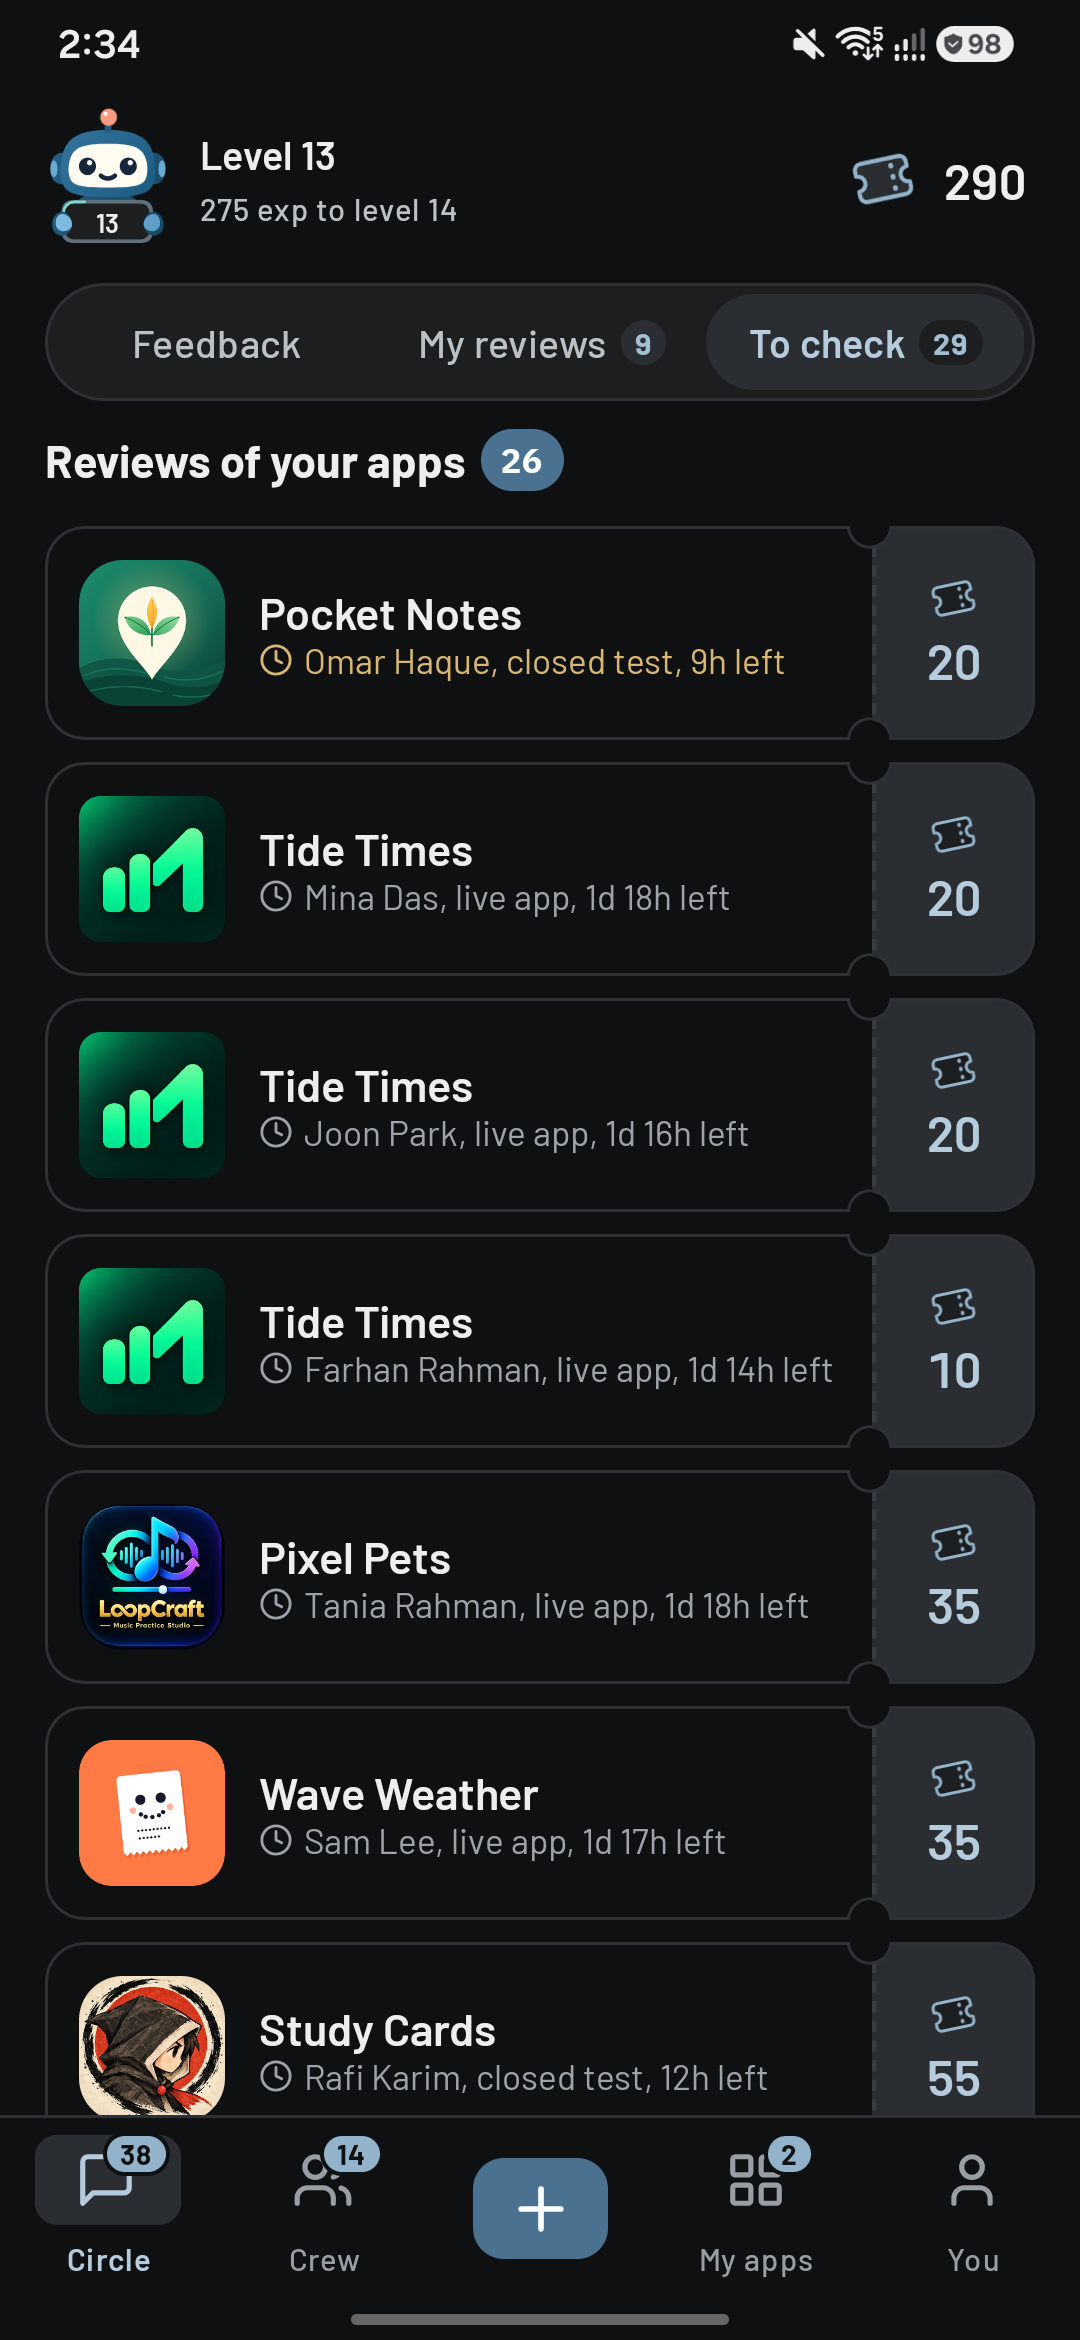 2:34
5
98
Level 13
275 exp to level 14
13
290
Feedback
My reviews 9
To check 29
Reviews of your apps 26
Pocket Notes
Omar Haque, closed test, 9h left
20
Tide Times
Mina Das, live app, 1d 18h left
20
Tide Times
Joon Park, live app, 1d 16h left
20
Tide Times
Farhan Rahman, live app, 1d 14h left
10
LoopCraft
Music Practice Studio
Pixel Pets
Tania Rahman, live app, 1d 18h left
35
Wave Weather
Sam Lee, live app, 1d 17h left
35
Study Cards
Rafi Karim, closed test, 12h left
55
38
Circle
14
Crew
2
My apps
You